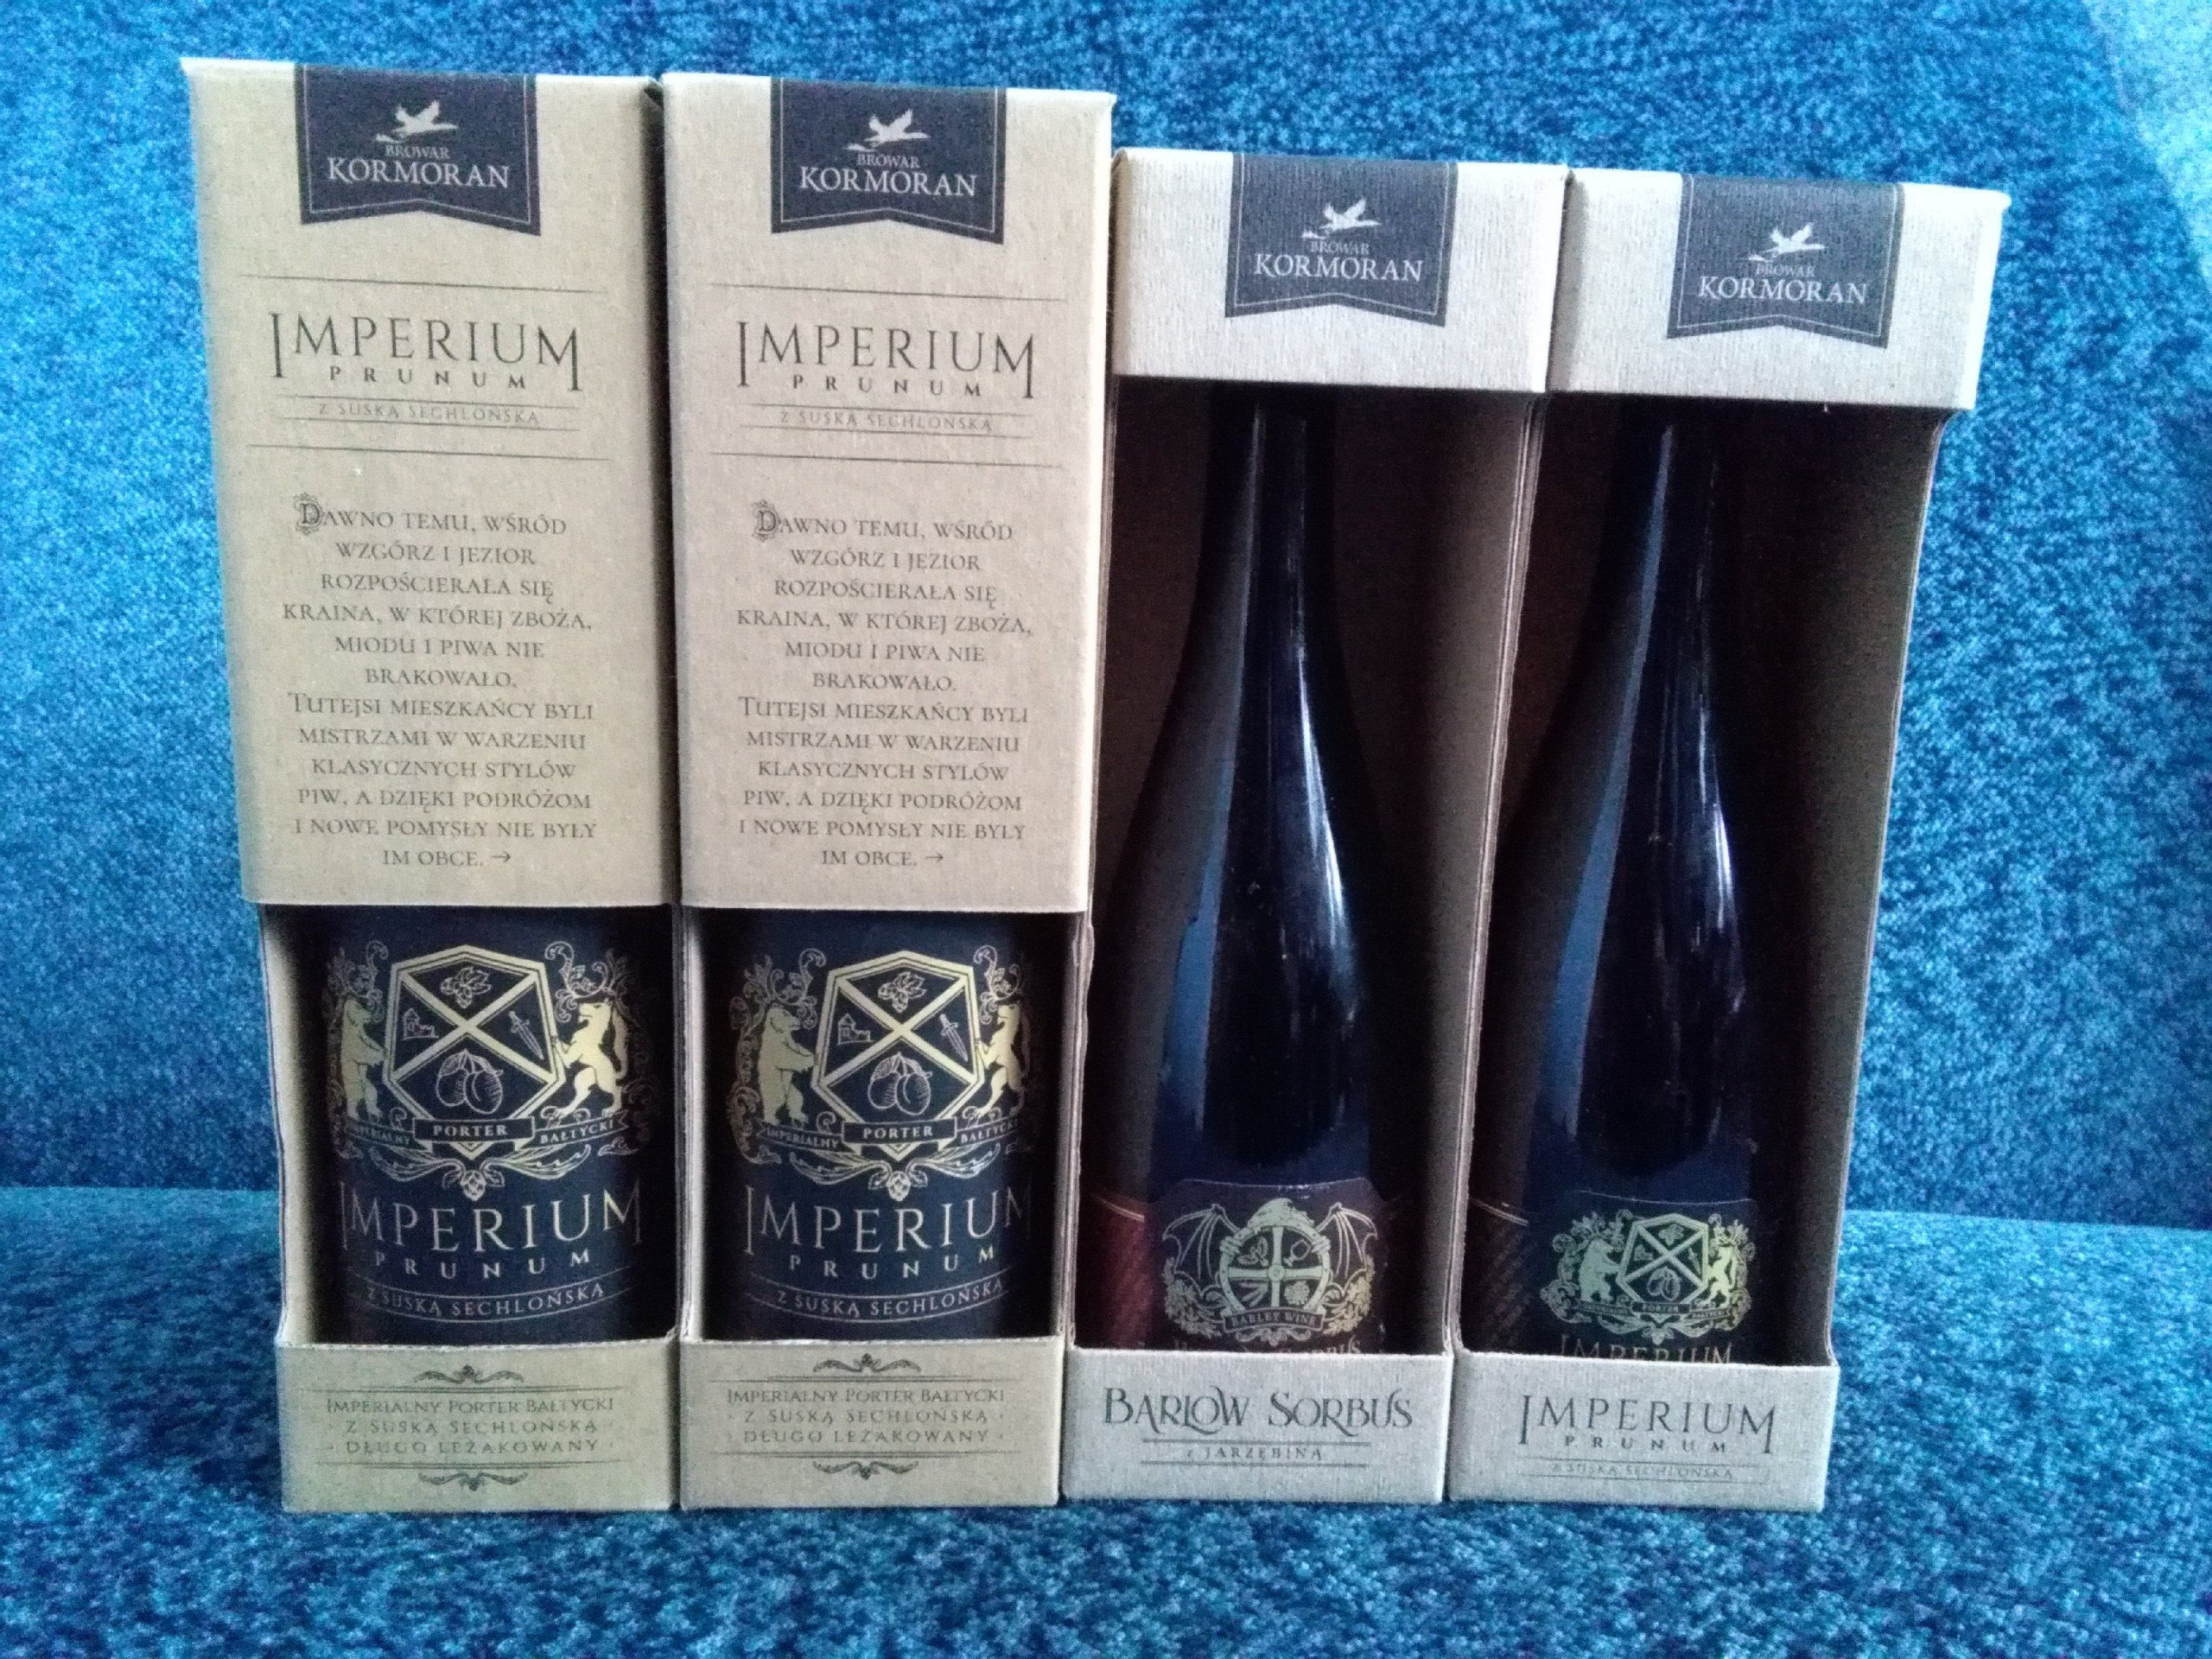 BROWAR
KORMORAN
IMPERIUM
PRUNUM
Z SUSKĄ SECHLOŃSKĄ
DAWNO TEMU, WŚRÓD
WZGÓRZ I JEZIOR
ROZPOŚCIERAŁA SIĘ
KRAINA, W KTÓREJ ZBOŻA,
MIODU I PIWA NIE
BRAKOWAŁO.
TUTEJSI MIESZKAŃCY BYLI
MISTRZAMI W WARZENIU
KLASYCZNYCH STYLÓW
PIW, A DZIĘKI PODRÓŻOM
I NOWE POMYSŁY NIE BYŁY
IM OBCE. →
IMPERIALNY PORTER BAŁTYCKI
IMPERIUM
PRUNUM
Z SUSKĄ SECHLOŃSKĄ
IMPERIALNY PORTER BAŁTYCKI
· Z SUSKĄ SECHLOŃSKĄ ·
· DŁUGO LEŻAKOWANY ·
BROWAR
KORMORAN
IMPERIUM
PRUNUM
Z SUSKĄ SECHLOŃSKĄ
DAWNO TEMU, WŚRÓD
WZGÓRZ I JEZIOR
ROZPOŚCIERAŁA SIĘ
KRAINA, W KTÓREJ ZBOŻA,
MIODU I PIWA NIE
BRAKOWAŁO.
TUTEJSI MIESZKAŃCY BYLI
MISTRZAMI W WARZENIU
KLASYCZNYCH STYLÓW
PIW, A DZIĘKI PODRÓŻOM
I NOWE POMYSŁY NIE BYŁY
IM OBCE. →
IMPERIALNY PORTER BAŁTYCKI
IMPERIUM
PRUNUM
Z SUSKĄ SECHLOŃSKĄ
IMPERIALNY PORTER BAŁTYCKI
· Z SUSKĄ SECHLOŃSKĄ ·
· DŁUGO LEŻAKOWANY ·
BROWAR
KORMORAN
BARLEY WINE
BARLOW SORBUS
Z JARZĘBINĄ
BROWAR
KORMORAN
PORTER
IMPERIUM
IMPERIUM
PRUNUM
Z SUSKĄ SECHLOŃSKĄ